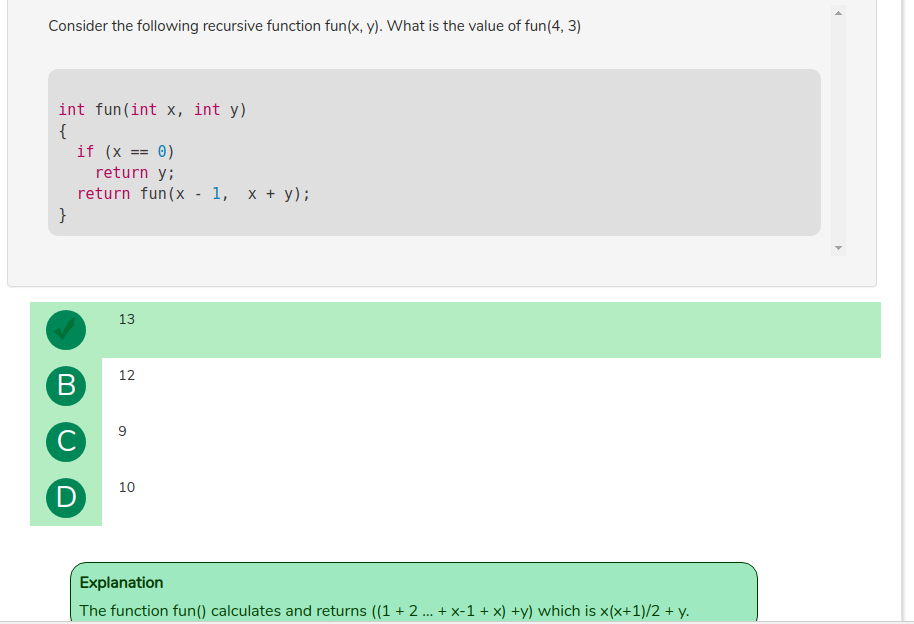 Consider the following recursive function fun(x, y). What is the value of fun(4, 3)
int fun(int x, int y)
{
  if (x == 0)
    return y;
  return fun(x - 1,  x + y);
}
13
B
12
C
9
D
10
Explanation
The function fun() calculates and returns ((1 + 2 ... + x-1 + x) +y) which is x(x+1)/2 + y.